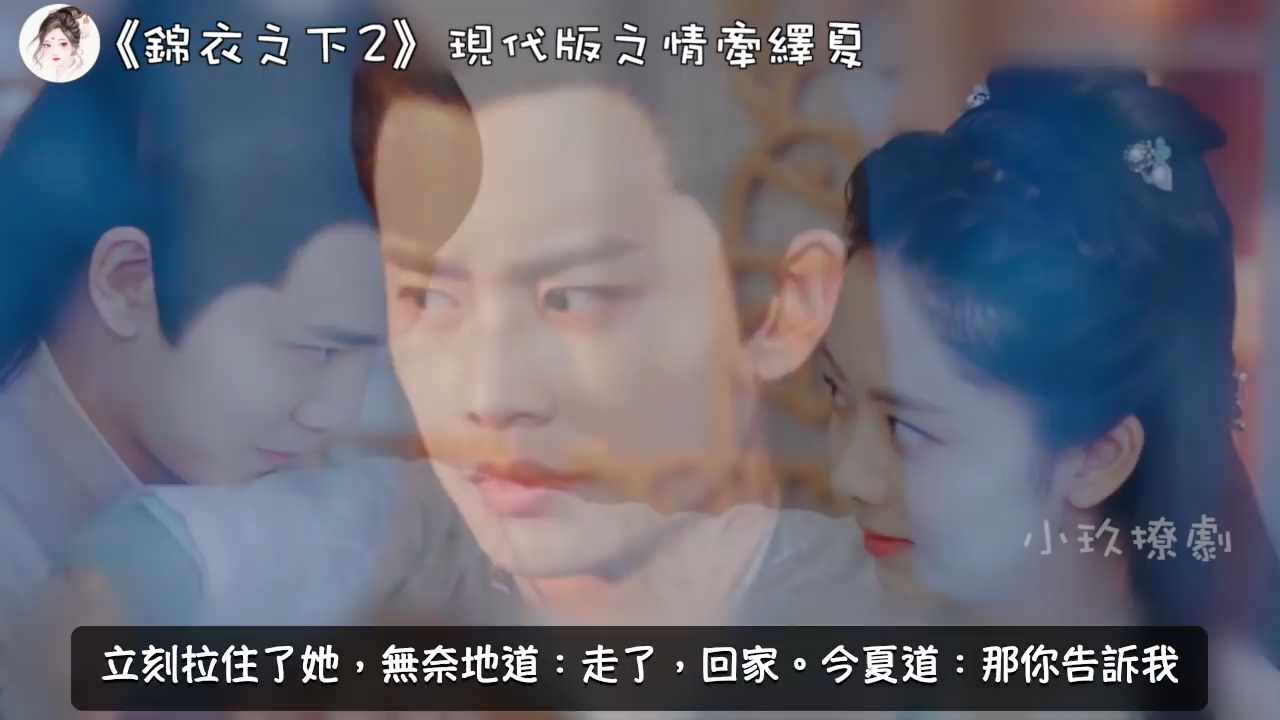 《錦衣之下2》現代版之情牽繹夏
小玖撩劇
立刻拉住了她，無奈地道：走了，回家。今夏道：那你告訴我